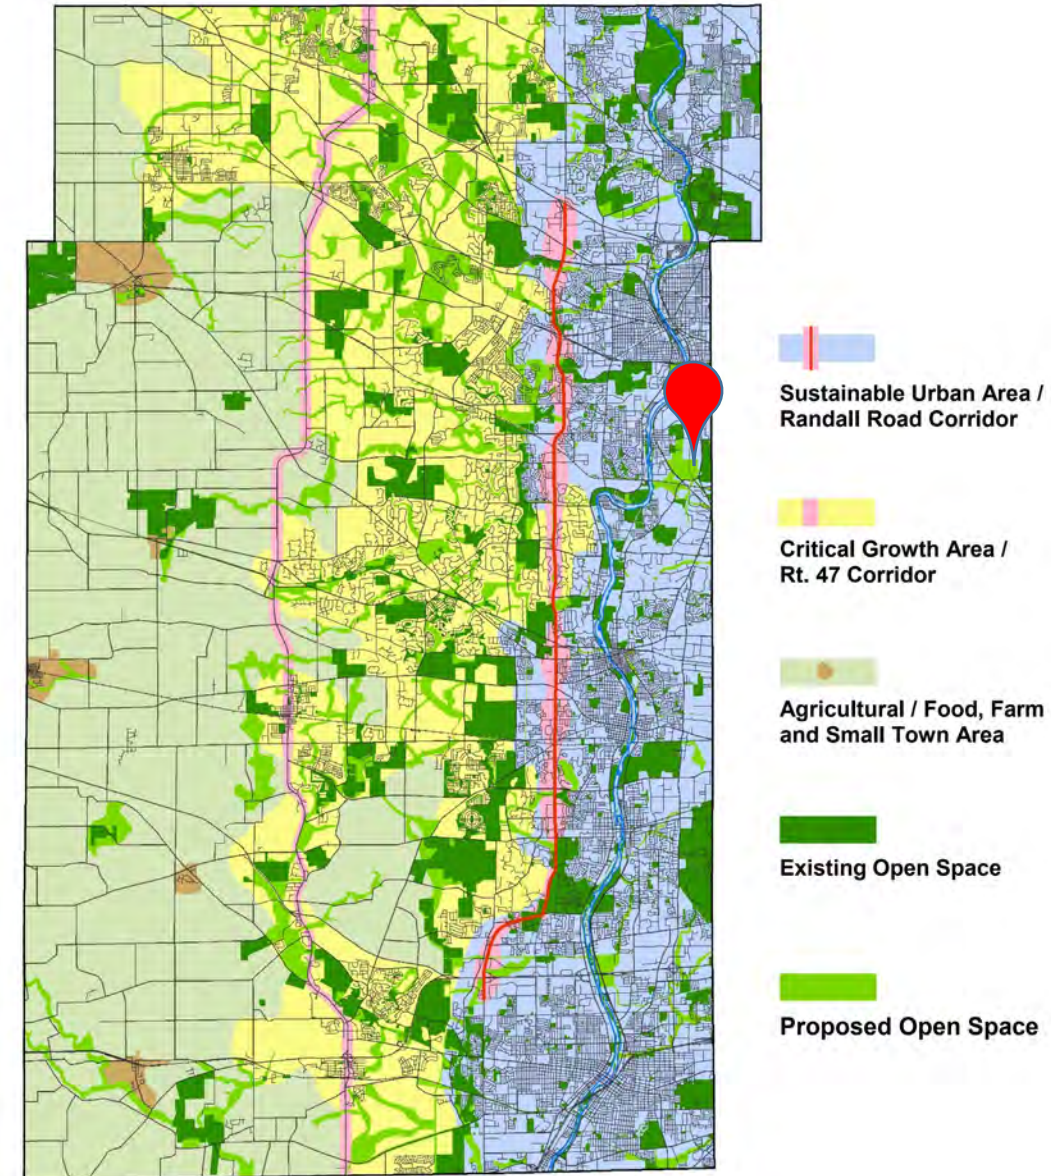 Sustainable Urban Area /
Randall Road Corridor
Critical Growth Area /
Rt. 47 Corridor
Agricultural / Food, Farm
and Small Town Area
Existing Open Space
Proposed Open Space